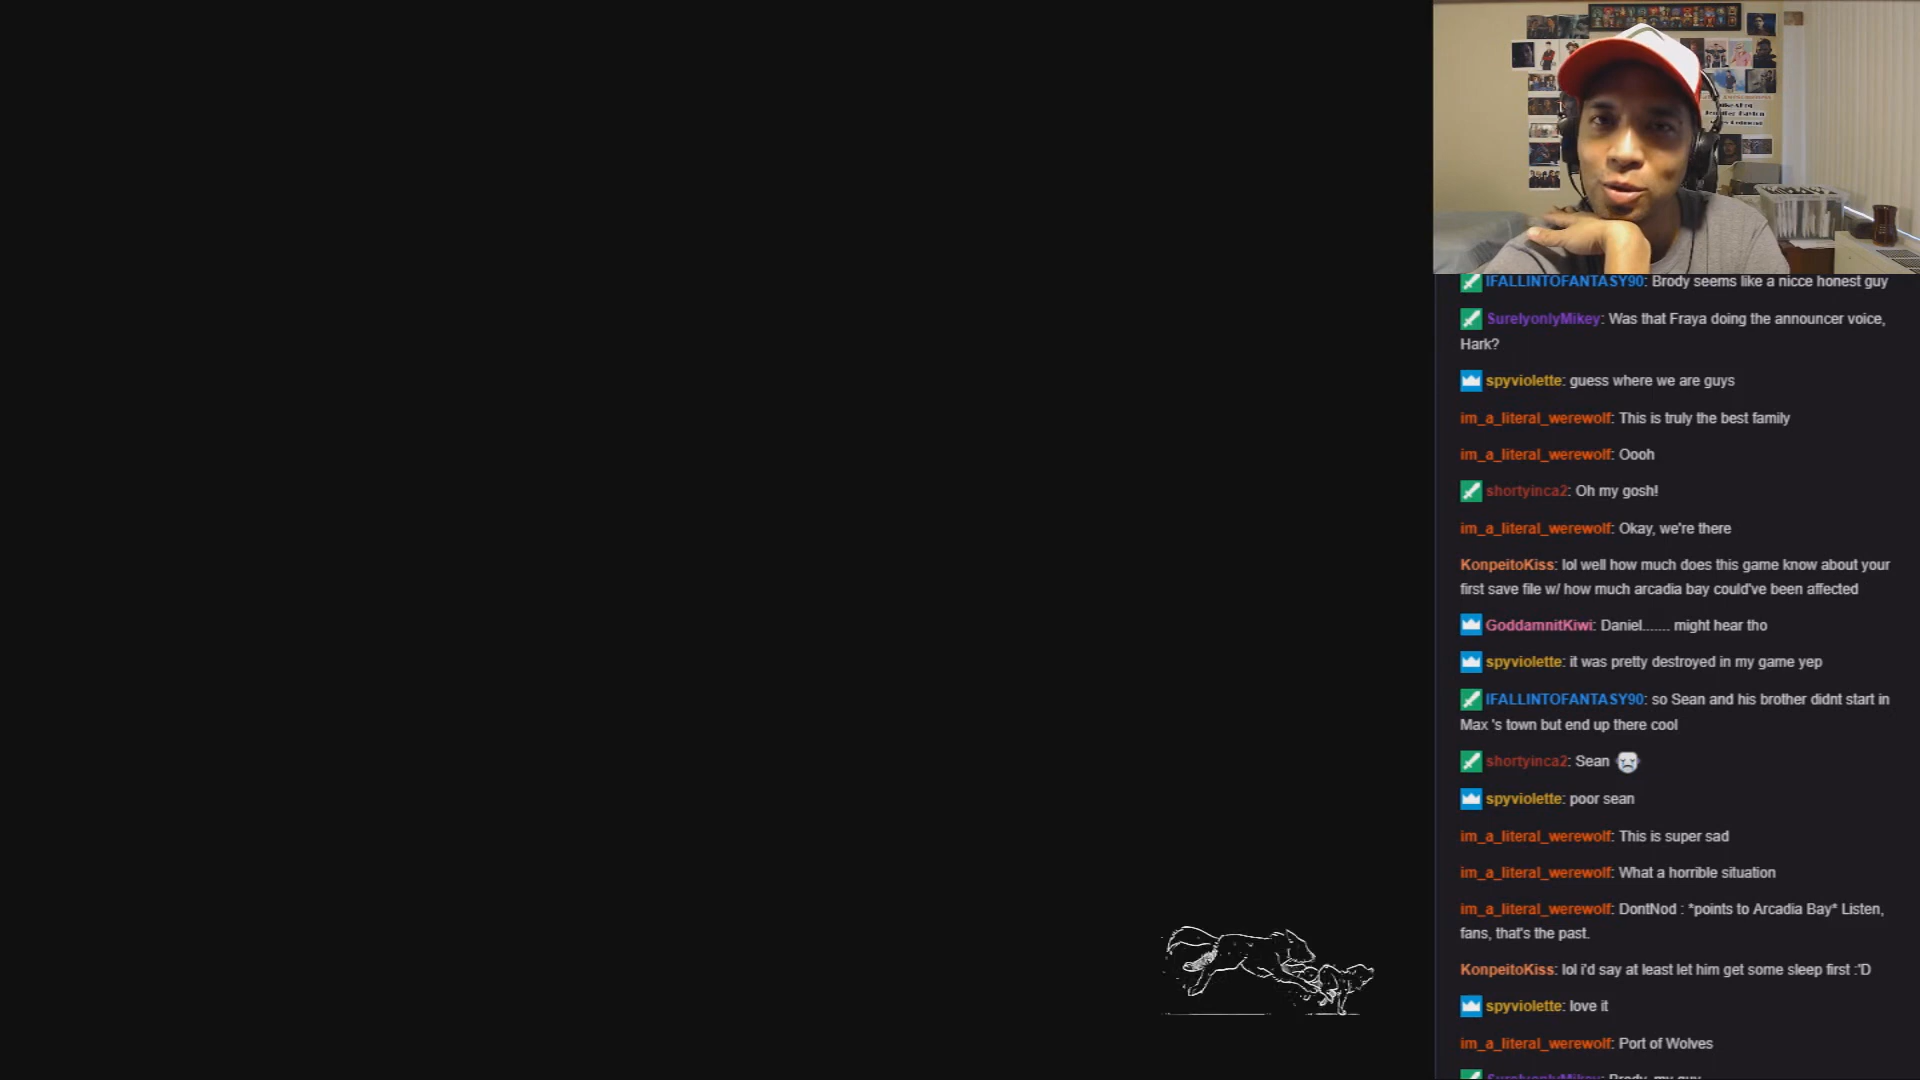 IFALLINTOFANTASY90: Brody seems like a nicce honest guy
SurelyonlyMikey: Was that Fraya doing the announcer voice,
Hark?
spyviolette: guess where we are guys
im_a_literal_werewolf: This is truly the best family
im_a_literal_werewolf: Oooh
shortyinca2: Oh my gosh!
im_a_literal_werewolf: Okay, we're there
KonpeitoKiss: lol well how much does this game know about your
first save file w/ how much arcadia bay could've been affected
GoddamnitKiwi: Daniel....... might hear tho
spyviolette: it was pretty destroyed in my game yep
IFALLINTOFANTASY90: so Sean and his brother didnt start in
Max 's town but end up there cool
shortyinca2: Sean
spyviolette: poor sean
im_a_literal_werewolf: This is super sad
im_a_literal_werewolf: What a horrible situation
im_a_literal_werewolf: DontNod : *points to Arcadia Bay* Listen,
fans, that's the past.
KonpeitoKiss: lol i'd say at least let him get some sleep first :'D
spyviolette: love it
im_a_literal_werewolf: Port of Wolves
SurelyonlyMikey: Brody, my guy